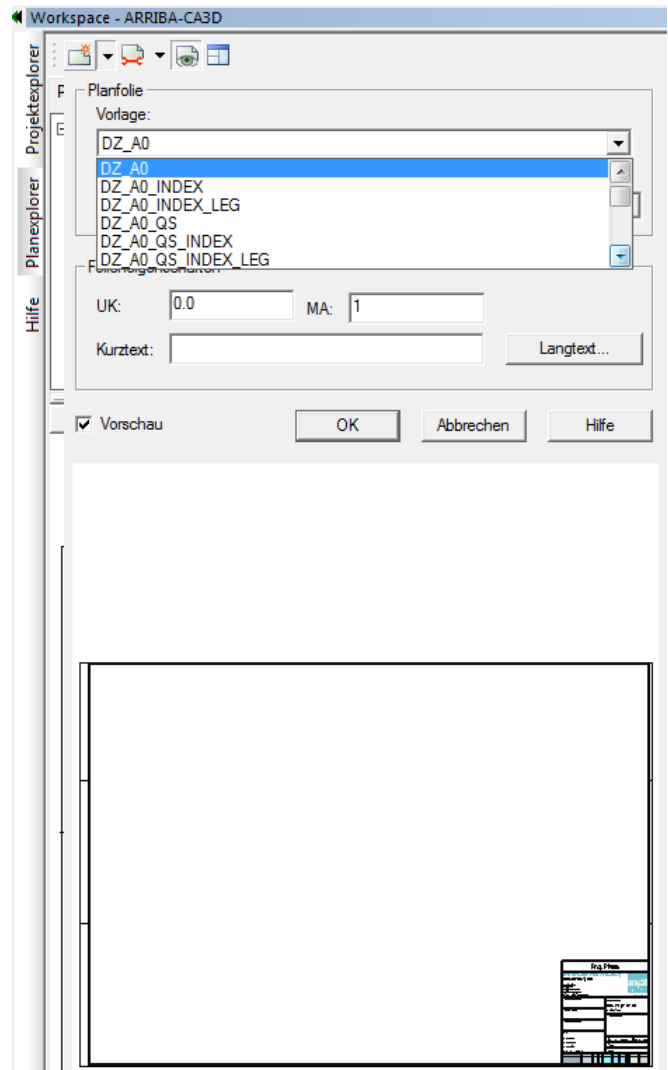 Workspace - ARRIBA-CA3D
Projektexplorer
Planexplorer
Hilfe
P
Planfolie
Vorlage:
DZ_A0
DZ_A0
DZ_A0_INDEX
DZ_A0_INDEX_LEG
DZ_A0_QS
DZ_A0_QS_INDEX
DZ_A0_QS_INDEX_LEG
UK:
0.0
MA:
1
Kurztext:
Langtext...
Vorschau
OK
Abbrechen
Hilfe